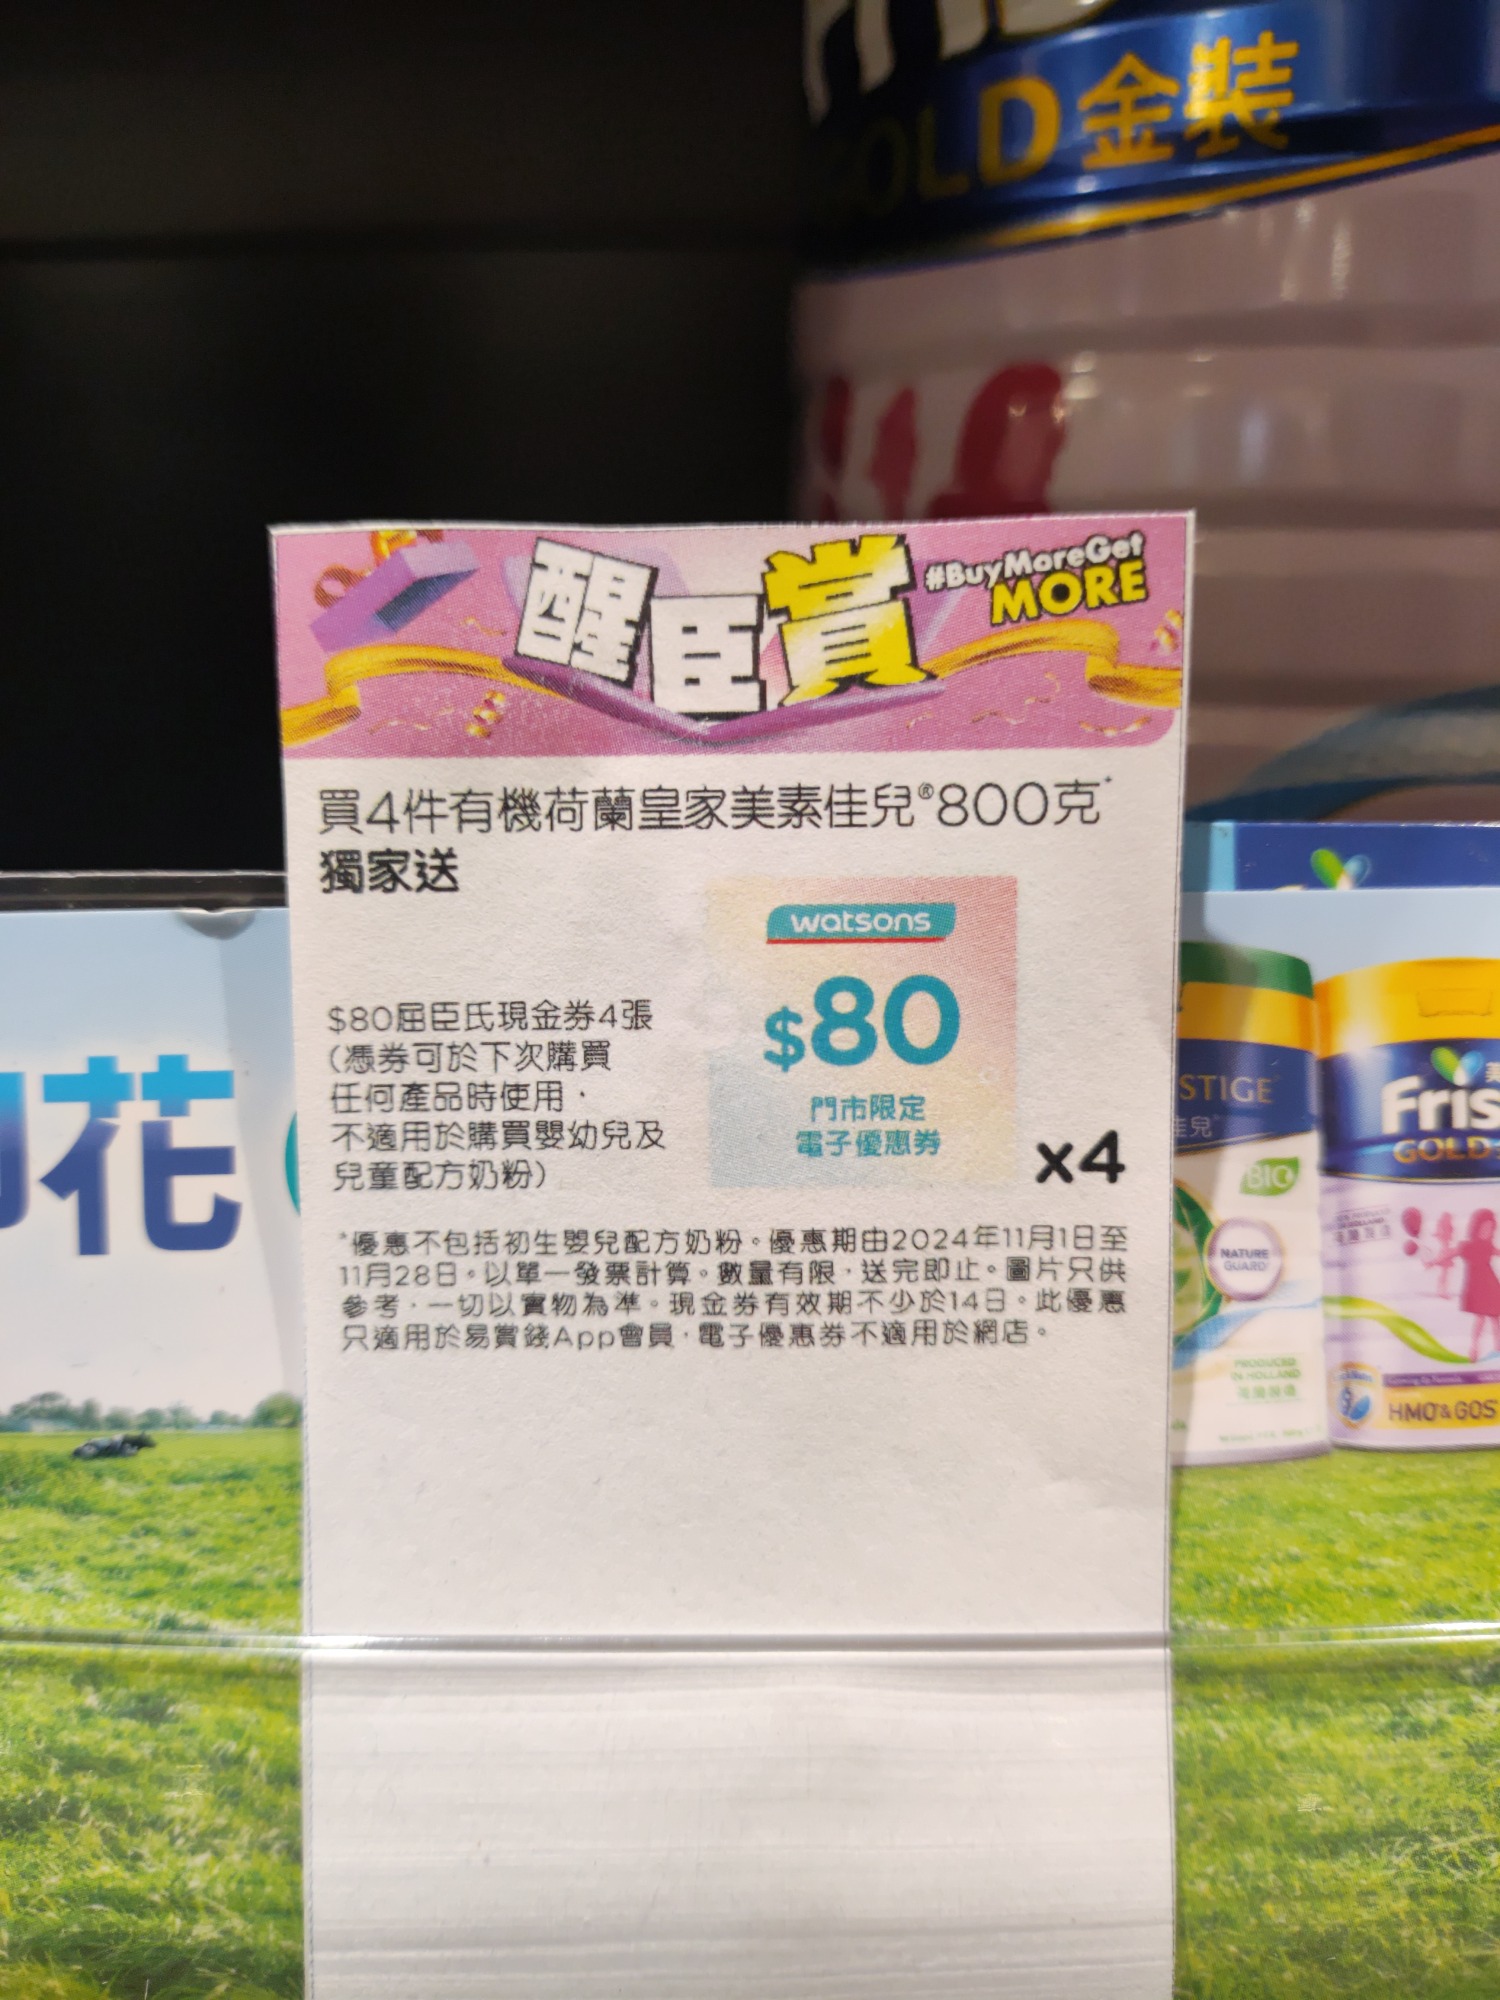 OLD金裝
醒臣賞
#BuyMoreGet
MORE
買4件有機荷蘭皇家美素佳兒®800克*
獨家送
watsons
$80
門市限定
電子優惠券
x4
$80屈臣氏現金券4張
(憑券可於下次購買
任何產品時使用，
不適用於購買嬰幼兒及
兒童配方奶粉)
*優惠不包括初生嬰兒配方奶粉。優惠期由2024年11月1日至
11月28日。以單一發票計算。數量有限，送完即止。圖片只供
參考，一切以實物為準。現金券有效期不少於14日。此優惠
只適用於易賞錢App會員，電子優惠券不適用於網店。
印花
STIGE
佳兒
BIO
NATURE
GUARD
PRODUCED
IN HOLLAND
Fris
GOLD
HMO & GOS